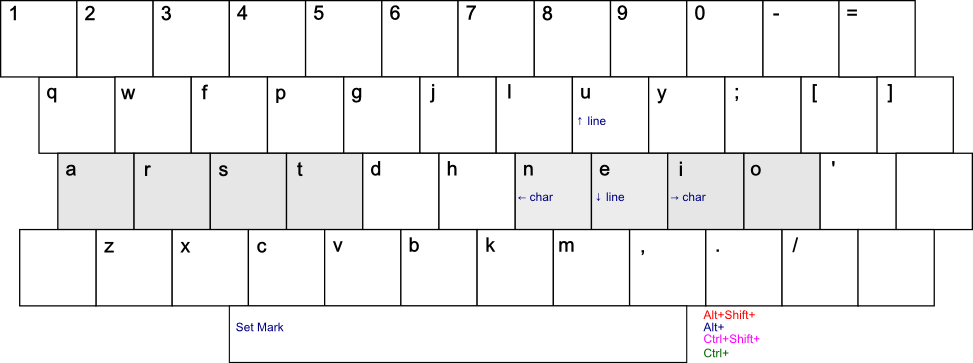 1 2 3 4 5 6 7 8 9 0 - =
q w f p g j l u y ; [ ]
↑ line
a r s t d h n e i o '
← char ↓ line → char
z x c v b k m , . /
Set Mark
Alt+Shift+
Alt+
Ctrl+Shift+
Ctrl+